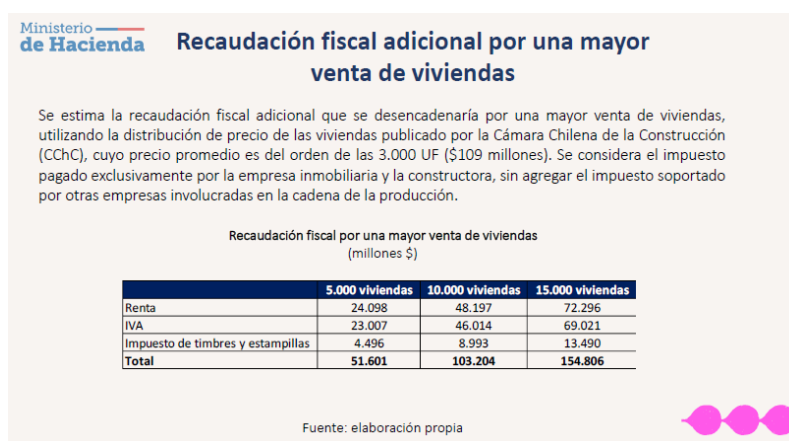 Ministerio
de Hacienda
Recaudación fiscal adicional por una mayor
venta de viviendas
Se estima la recaudación fiscal adicional que se desencadenaría por una mayor venta de viviendas,
utilizando la distribución de precio de las viviendas publicado por la Cámara Chilena de la Construcción
(CChC), cuyo precio promedio es del orden de las 3.000 UF ($109 millones). Se considera el impuesto
pagado exclusivamente por la empresa inmobiliaria y la constructora, sin agregar el impuesto soportado
por otras empresas involucradas en la cadena de la producción.
Recaudación fiscal por una mayor venta de viviendas
(millones $)
5.000 viviendas 10.000 viviendas 15.000 viviendas
Renta 24.098 48.197 72.296
IVA 23.007 46.014 69.021
Impuesto de timbres y estampillas 4.496 8.993 13.490
Total 51.601 103.204 154.806
Fuente: elaboración propia